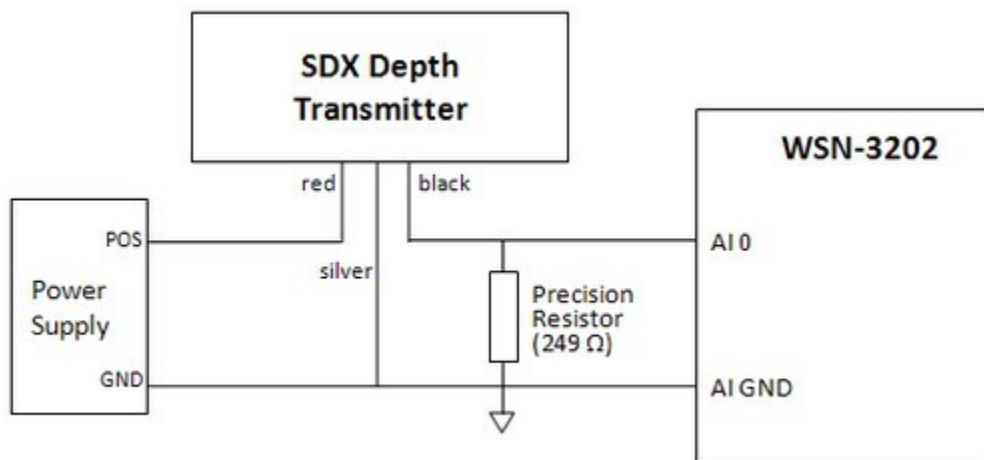 SDX Depth
Transmitter
WSN-3202
red
black
POS
AI 0
silver
Power
Supply
Precision
Resistor
(249 Ω)
GND
AI GND